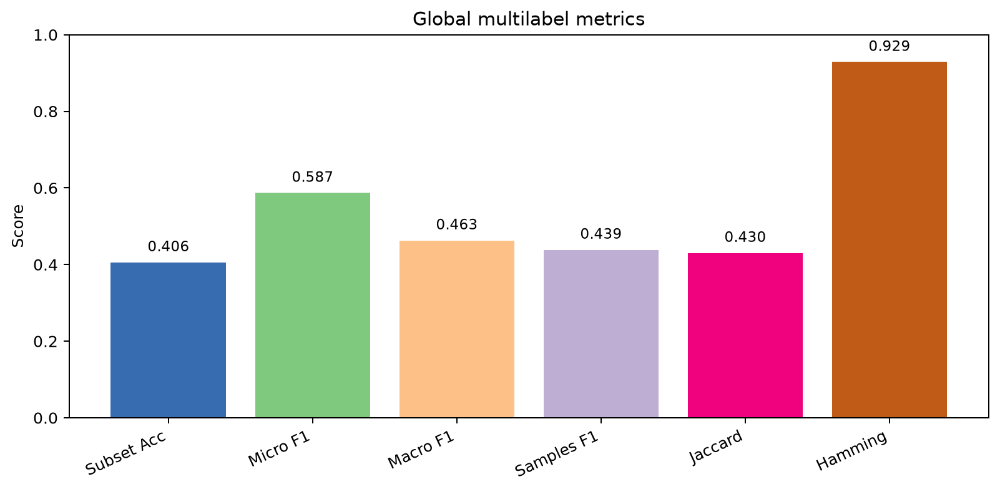 Global multilabel metrics
Score
1.0
0.8
0.6
0.4
0.2
0.0
0.406
0.587
0.463
0.439
0.430
0.929
Subset Acc
Micro F1
Macro F1
Samples F1
Jaccard
Hamming